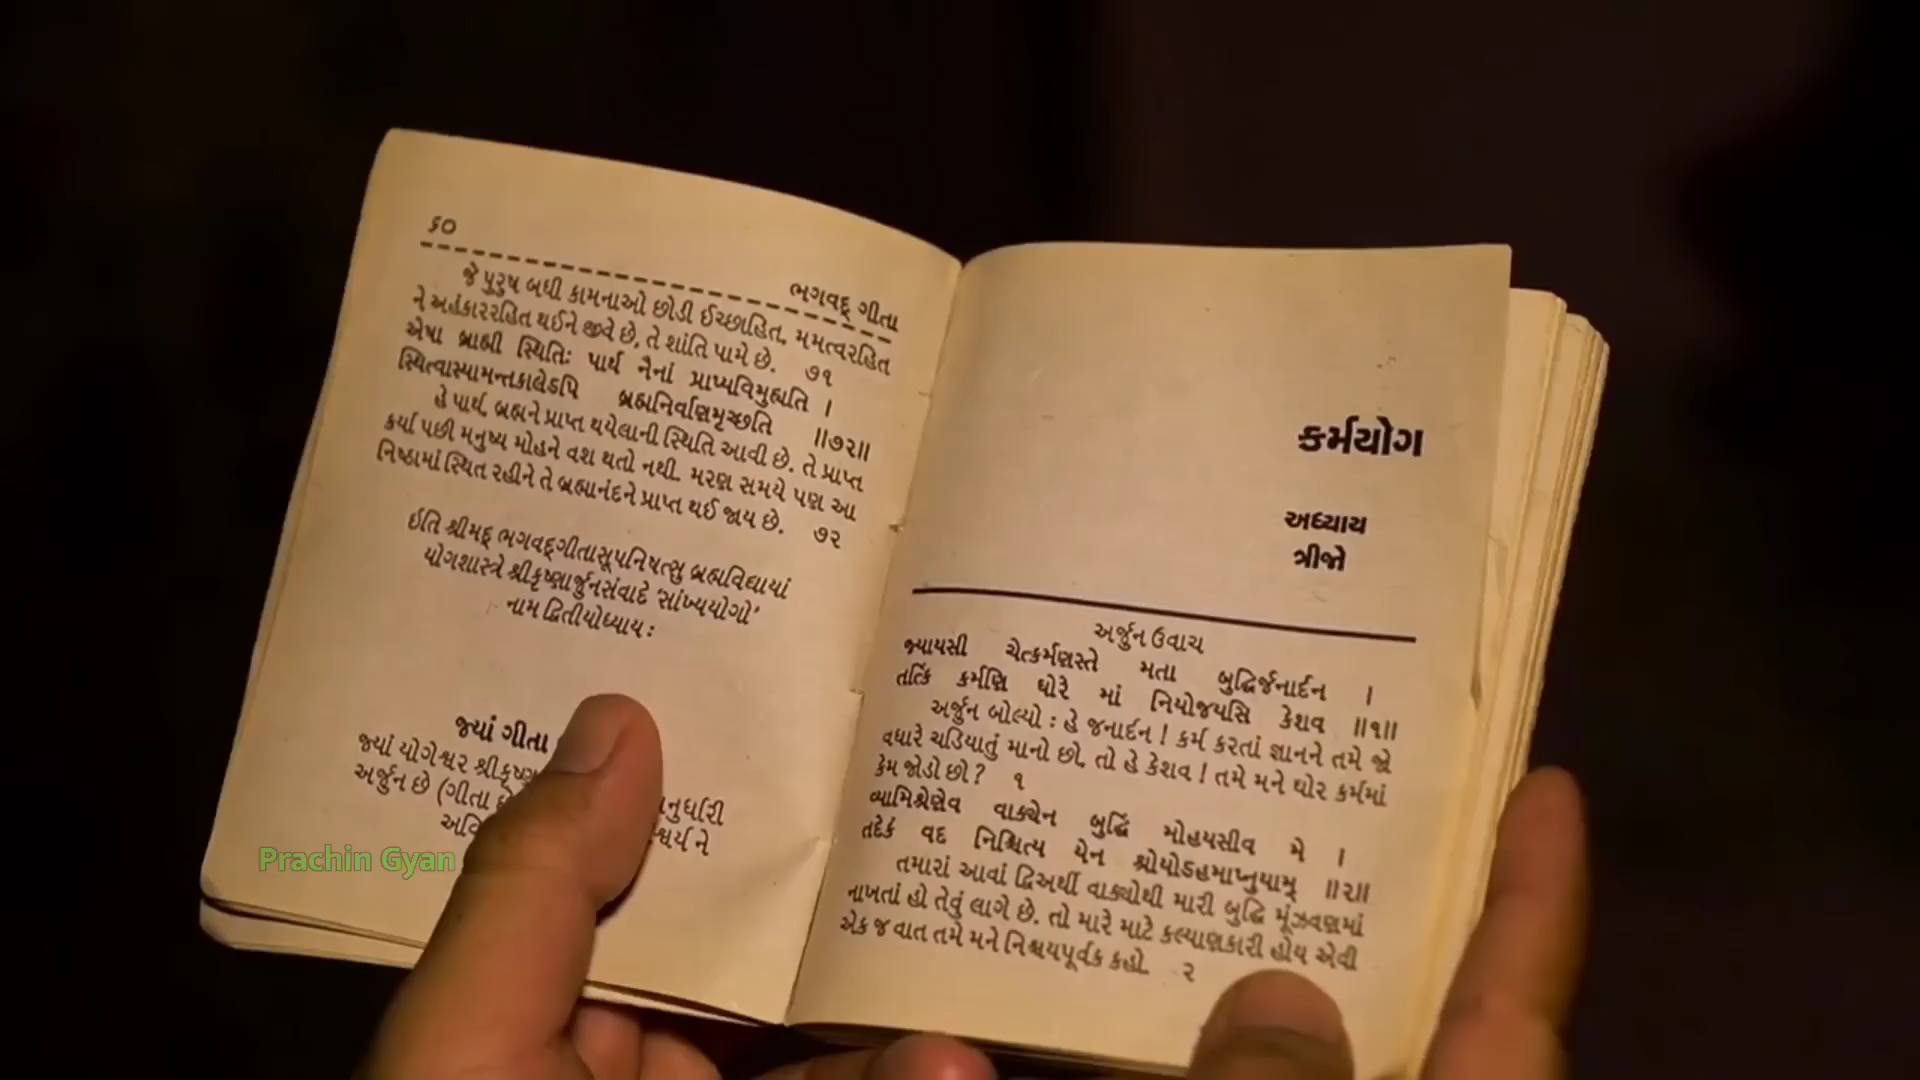 ૬૦
ભગવદ્ ગીતા
જે પુરુષ બધી કામનાઓ છોડી ઈચ્છાહિત, મમત્વરહિત
ને અહંકારરહિત થઈને જીવે છે, તે શાંતિ પામે છે. ૭૧
એષા બ્રાહ્મી સ્થિતિઃ પાર્થ નૈનાં પ્રાપ્યવિમુહ્યતિ ।
સ્થિત્વાસ્યામન્તકાલેઽપિ બ્રહ્મનિર્વાણમૃચ્છતિ ॥૭૨॥
હે પાર્થ, બ્રહ્મને પ્રાપ્ત થયેલાની સ્થિતિ આવી છે. તે પ્રાપ્ત
કર્યા પછી મનુષ્ય મોહને વશ થતો નથી. મરણ સમયે પણ આ
નિષ્ઠામાં સ્થિત રહીને તે બ્રહ્માનંદને પ્રાપ્ત થઈ જાય છે. ૭૨
ઈતિ શ્રીમદ્ ભગવદ્ગીતાસૂપનિષત્સુ બ્રહ્મવિદ્યાયાં
યોગશાસ્ત્રે શ્રીકૃષ્ણાર્જુનસંવાદે 'સાંખ્યયોગો'
નામ દ્વિતીયોધ્યાય:
જ્યાં ગીતા
જ્યાં યોગેશ્વર શ્રીકૃષ્ણ
અર્જુન છે (ગીતા
Prachin Gyan
કર્મયોગ
અધ્યાય
ત્રીજો
અર્જુન ઉવાચ
જ્યાયસી ચેત્કર્મણસ્તે મતા બુદ્ધિર્જનાર્દન ।
તત્કિં કર્મણિ ઘોરે માં નિયોજયસિ કેશવ ॥૧॥
અર્જુન બોલ્યો : હે જનાર્દન ! કર્મ કરતાં જ્ઞાનને તમે જો
વધારે ચડિયાતું માનો છો, તો હે કેશવ ! તમે મને ઘોર કર્મમાં
કેમ જોડો છો ? ૧
વ્યામિશ્રેણેવ વાક્યેન બુદ્ધિં મોહયસીવ મે ।
તદેકં વદ નિશ્ચિત્ય યેન શ્રેયોઽહમાપ્નુયામ્ ॥૨॥
તમારાં આવાં દ્વિઅર્થી વાક્યોથી મારી બુદ્ધિ મૂંઝવણમાં
નાખતાં હો તેવું લાગે છે. તો મારે માટે કલ્યાણકારી હોય એવી
એક જ વાત તમે મને નિશ્ચયપૂર્વક કહો. ૨